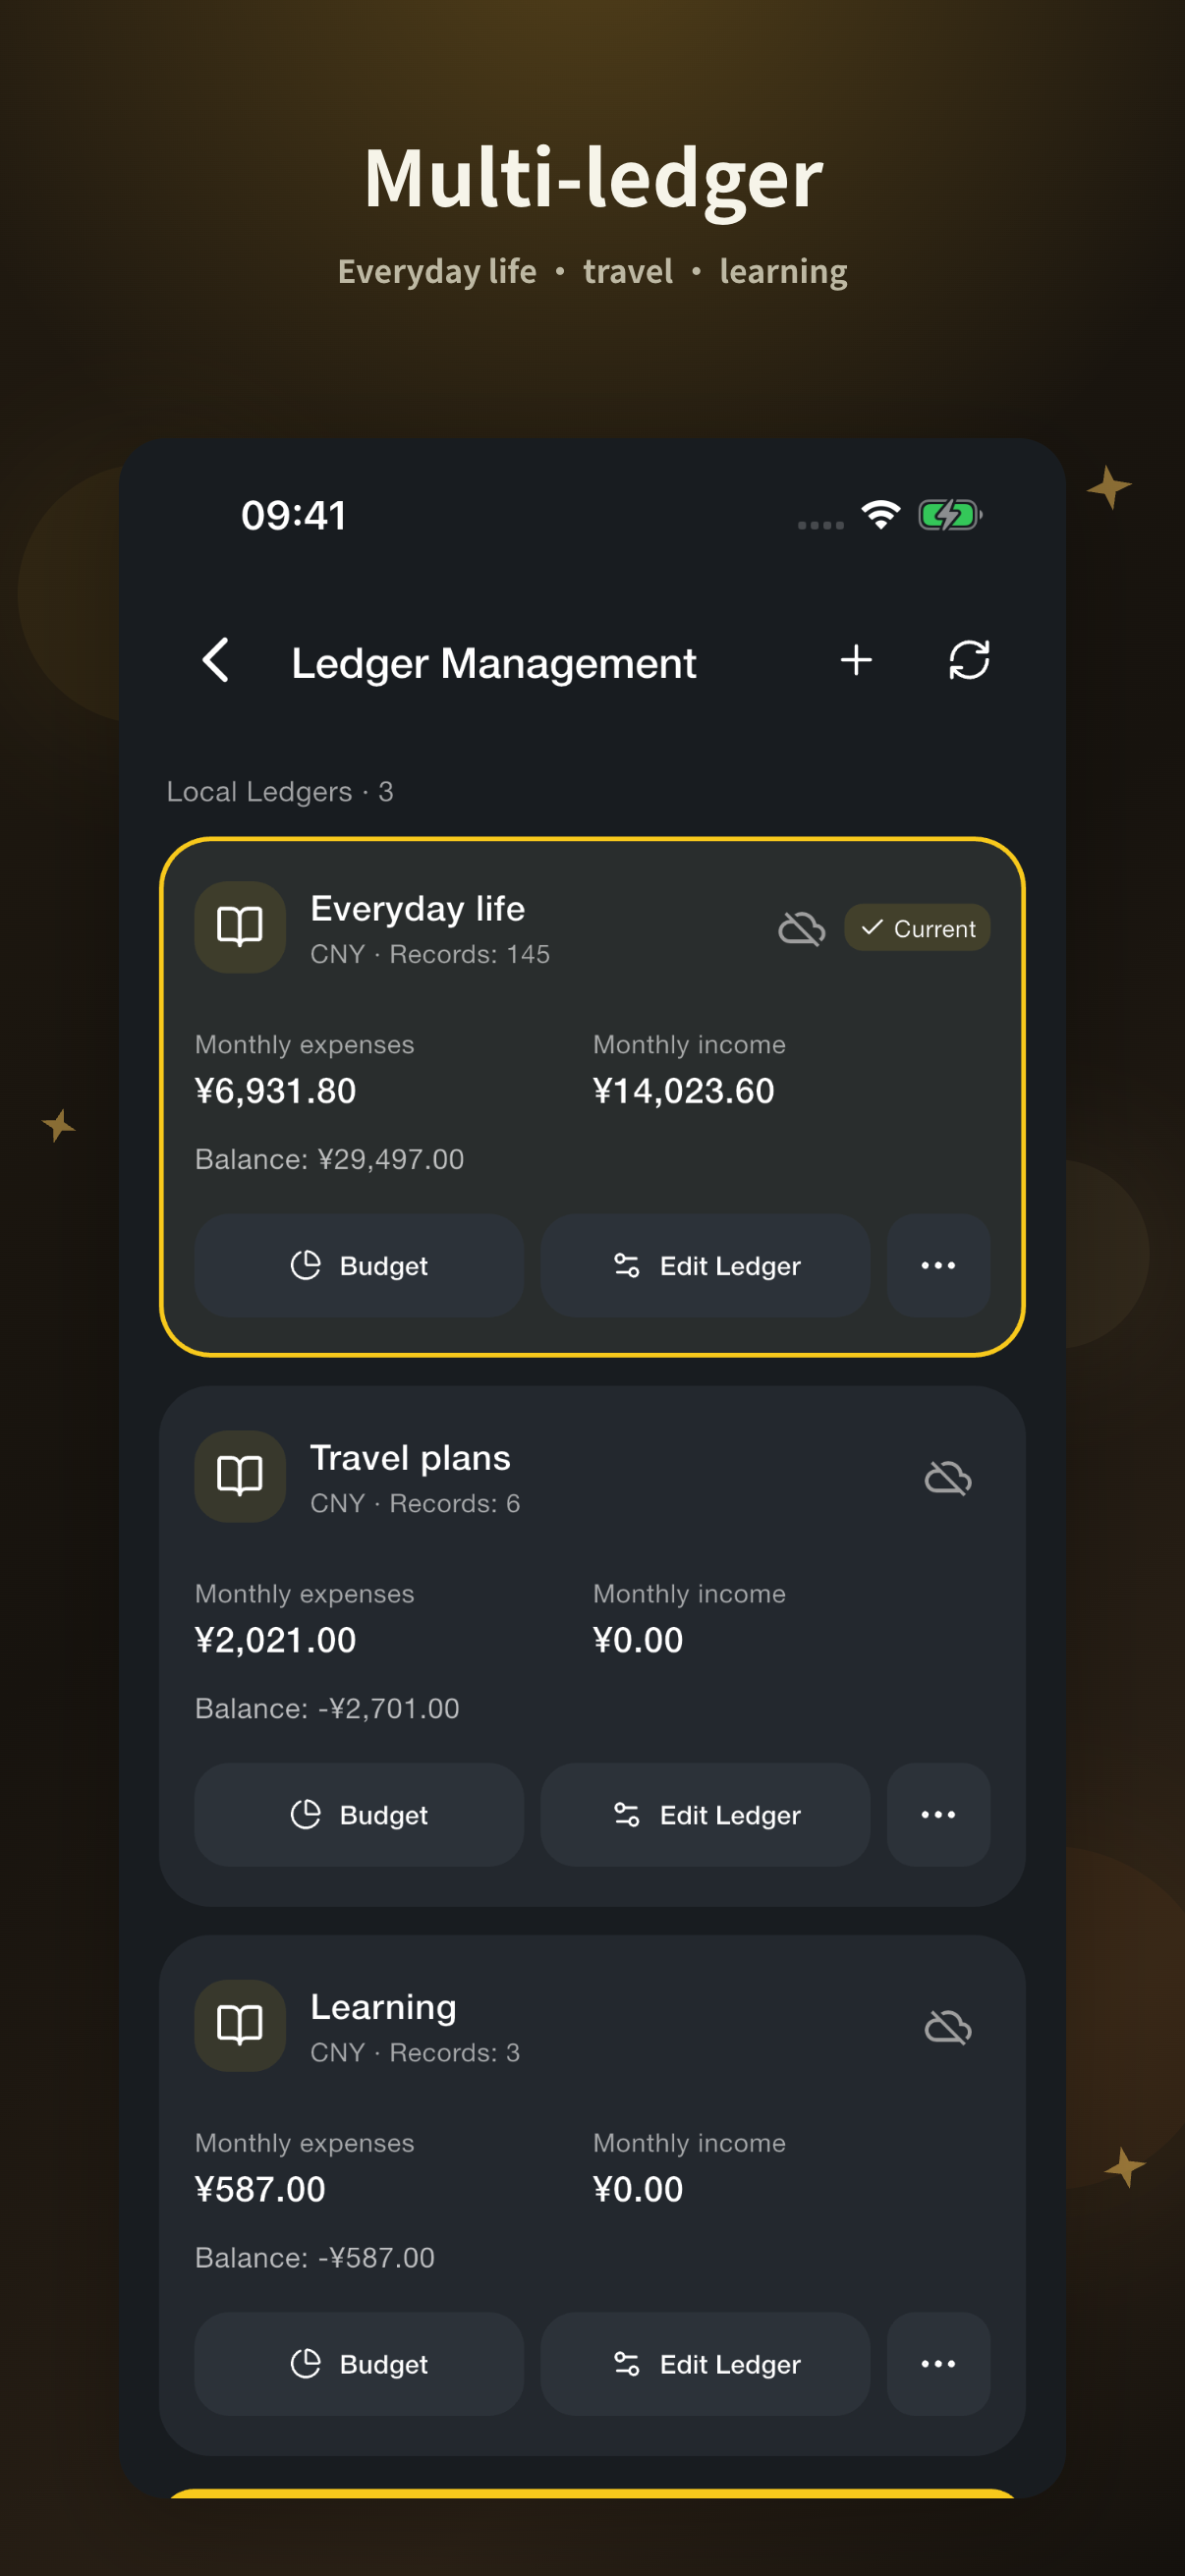 Multi-ledger
Everyday life • travel • learning
09:41
Ledger Management
Local Ledgers · 3
Everyday life
CNY · Records: 145
Current
Monthly expenses
Monthly income
¥6,931.80
¥14,023.60
Balance: ¥29,497.00
Budget
Edit Ledger
Travel plans
CNY · Records: 6
Monthly expenses
Monthly income
¥2,021.00
¥0.00
Balance: -¥2,701.00
Budget
Edit Ledger
Learning
CNY · Records: 3
Monthly expenses
Monthly income
¥587.00
¥0.00
Balance: -¥587.00
Budget
Edit Ledger